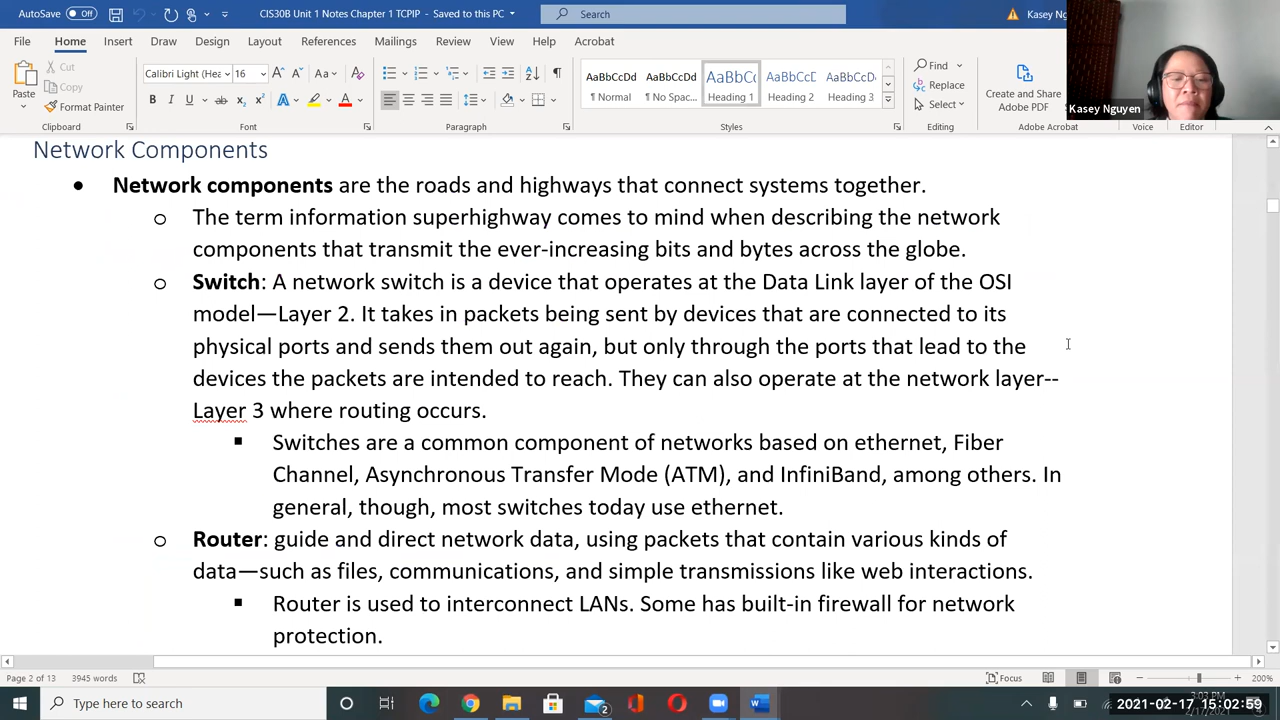 AutoSave Off
CIS30B Unit 1 Notes Chapter 1 TCPIP - Saved to this PC
Search
Kasey Ng
File Home Insert Draw Design Layout References Mailings Review View Help Acrobat
Paste
Cut
Copy
Format Painter
Calibri Light (Hea 16
AaBbCcDd
¶ Normal
AaBbCcDd
¶ No Spac...
AaBbCc
Heading 1
AaBbCcD
Heading 2
AaBbCcD
Heading 3
Find
Replace
Select
Create and Share
Adobe PDF
Clipboard Font Paragraph Styles Editing Adobe Acrobat Voice Editor
Kasey Nguyen
Network Components
Network components are the roads and highways that connect systems together.
The term information superhighway comes to mind when describing the network
components that transmit the ever-increasing bits and bytes across the globe.
Switch: A network switch is a device that operates at the Data Link layer of the OSI
model—Layer 2. It takes in packets being sent by devices that are connected to its
physical ports and sends them out again, but only through the ports that lead to the
devices the packets are intended to reach. They can also operate at the network layer--
Layer 3 where routing occurs.
Switches are a common component of networks based on ethernet, Fiber
Channel, Asynchronous Transfer Mode (ATM), and InfiniBand, among others. In
general, though, most switches today use ethernet.
Router: guide and direct network data, using packets that contain various kinds of
data—such as files, communications, and simple transmissions like web interactions.
Router is used to interconnect LANs. Some has built-in firewall for network
protection.
Page 2 of 13 3945 words Focus 200%
Type here to search
2021-02-17 15:02:59